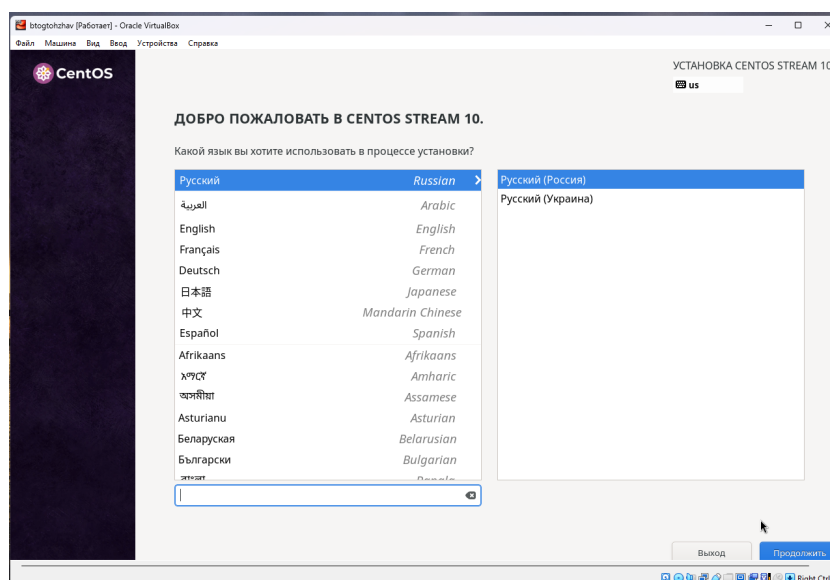 btogtohzhav [Работает] - Oracle VirtualBox
Файл Машина Вид Ввод Устройства Справка
CentOS
УСТАНОВКА CENTOS STREAM 10
us
ДОБРО ПОЖАЛОВАТЬ В CENTOS STREAM 10.
Какой язык вы хотите использовать в процессе установки?
Русский Russian
Русский (Россия)
Русский (Украина)
العربية Arabic
English English
Français French
Deutsch German
日本語 Japanese
中文 Mandarin Chinese
Español Spanish
Afrikaans Afrikaans
አማርኛ Amharic
অসমীয়া Assamese
Asturianu Asturian
Беларуская Belarusian
Български Bulgarian
বাংলা Bangla
Выход
Продолжить
Right Ctrl